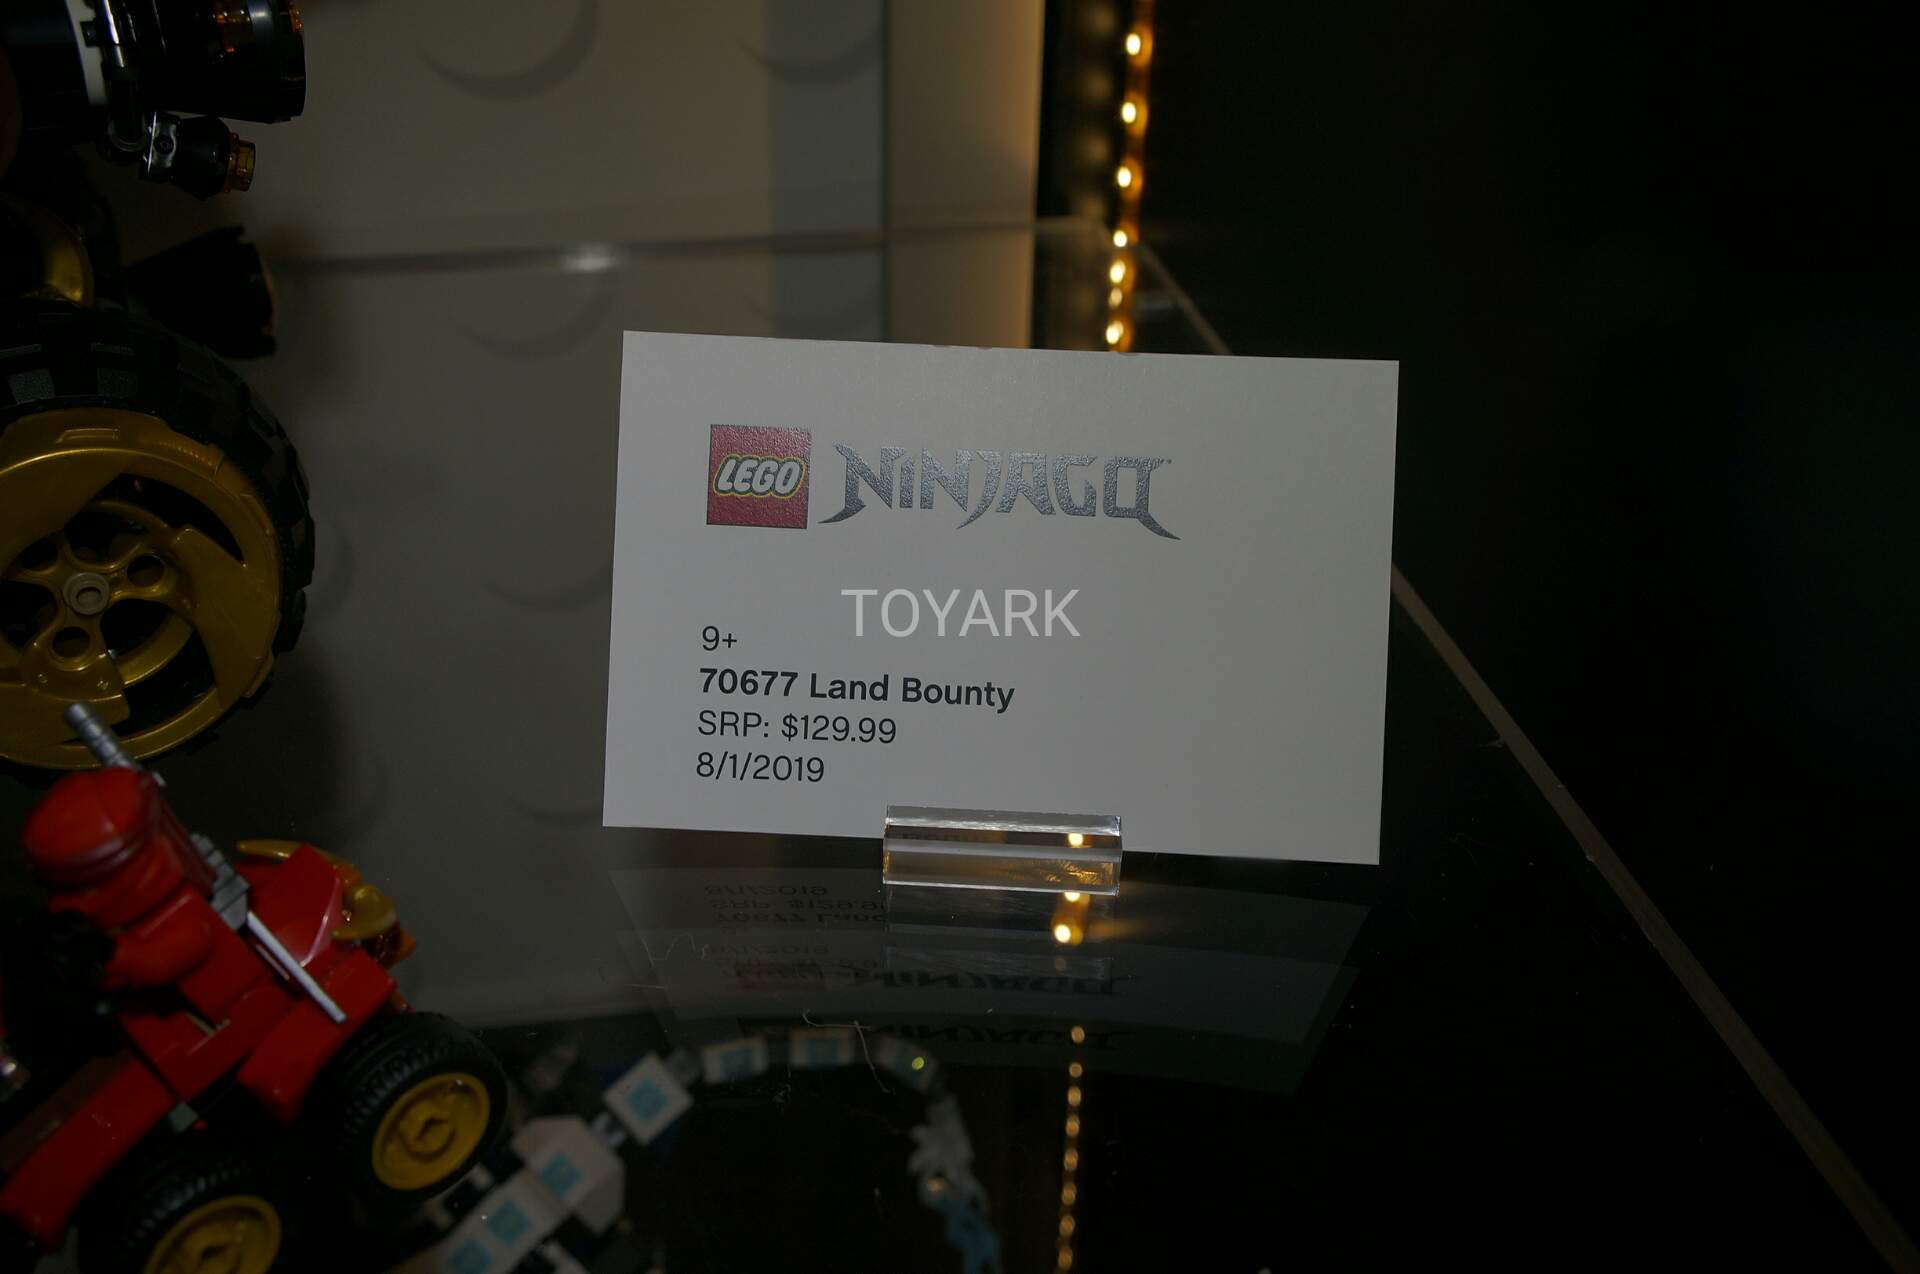 LEGO NINJAGO
TOYARK
9+
70677 Land Bounty
SRP: $129.99
8/1/2019